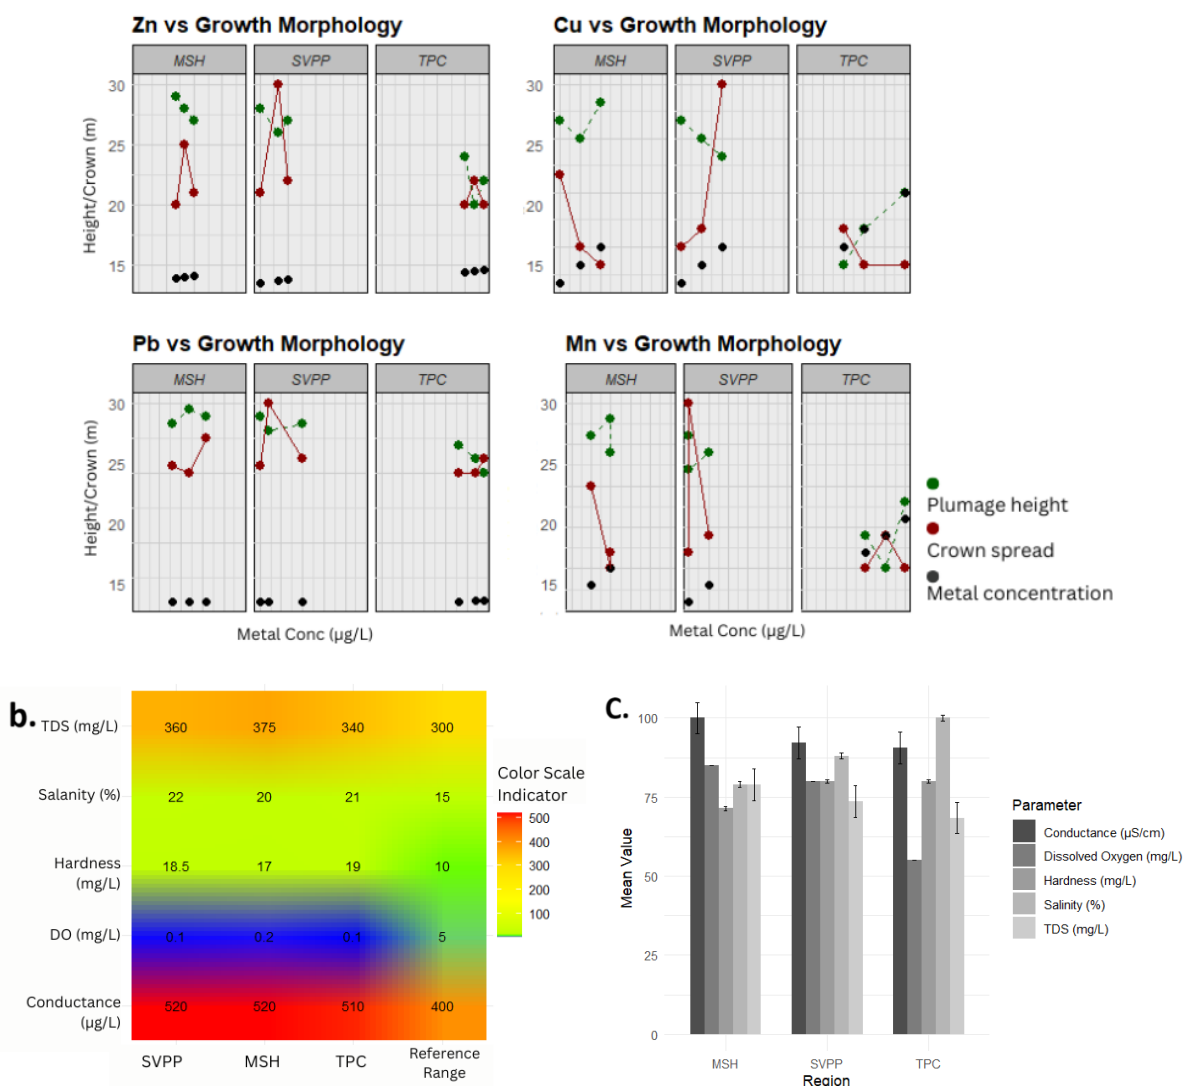 Zn vs Growth Morphology
Cu vs Growth Morphology
MSH SVPP TPC
MSH SVPP TPC
Height/Crown (m)
30
25
20
15
30
25
20
15
Pb vs Growth Morphology
Mn vs Growth Morphology
MSH SVPP TPC
MSH SVPP TPC
Height/Crown (m)
30
25
20
15
30
25
20
15
Metal Conc (µg/L)
Metal Conc (µg/L)
Plumage height
Crown spread
Metal concentration
b.
TDS (mg/L) 360 375 340 300
Salanity (%) 22 20 21 15
Hardness
(mg/L)
18.5 17 19 10
DO (mg/L) 0.1 0.2 0.1 5
Conductance
(µg/L)
520 520 510 400
SVPP MSH TPC Reference
Range
Color Scale
Indicator
500
400
300
200
100
C.
Mean Value
100
75
50
25
0
MSH SVPP TPC
Region
Parameter
Conductance (µS/cm)
Dissolved Oxygen (mg/L)
Hardness (mg/L)
Salinity (%)
TDS (mg/L)